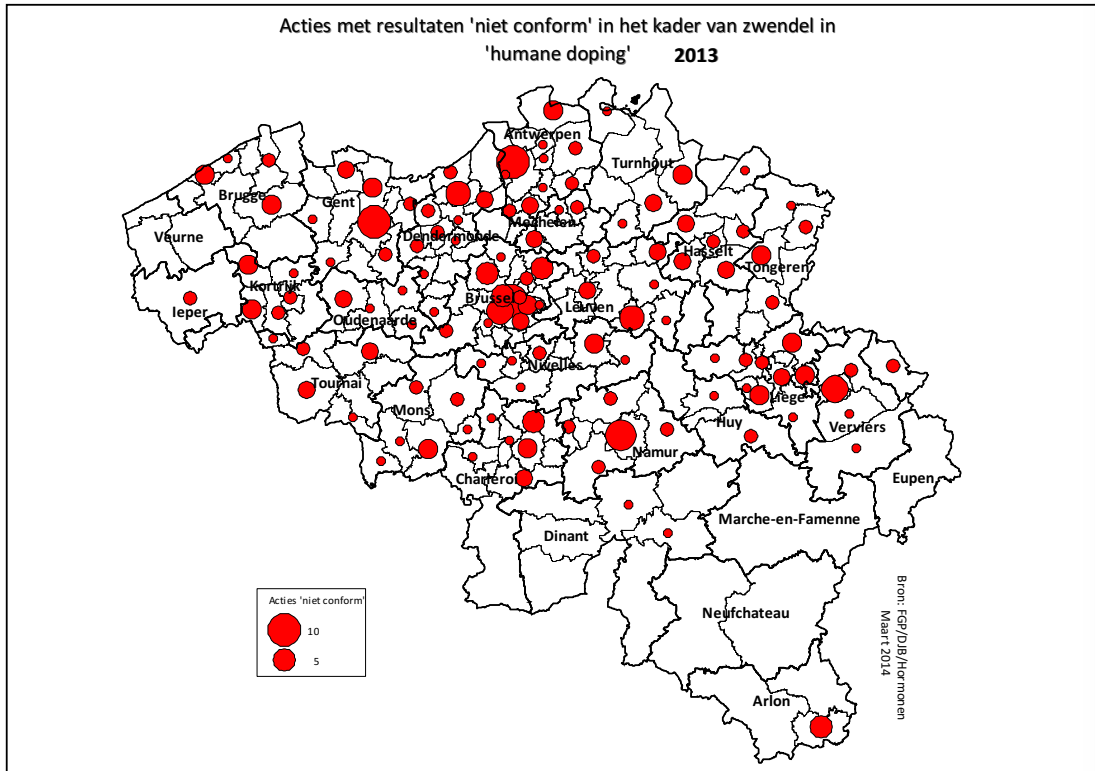 Acties met resultaten 'niet conform' in het kader van zwendel in
'humane doping' 2013
Antwerpen
Turnhout
Brugge
Gent
Mechelen
Veurne
Dendermonde
Hasselt
Tongeren
Kortrijk
Brussel
Leuven
Ieper
Oudenaarde
Nivelles
Tournai
Liège
Mons
Huy
Verviers
Namur
Charleroi
Eupen
Marche-en-Famenne
Dinant
Neufchateau
Arlon
Acties 'niet conform'
10
5
Bron: FGP/DJB/Hormonen
Maart 2014